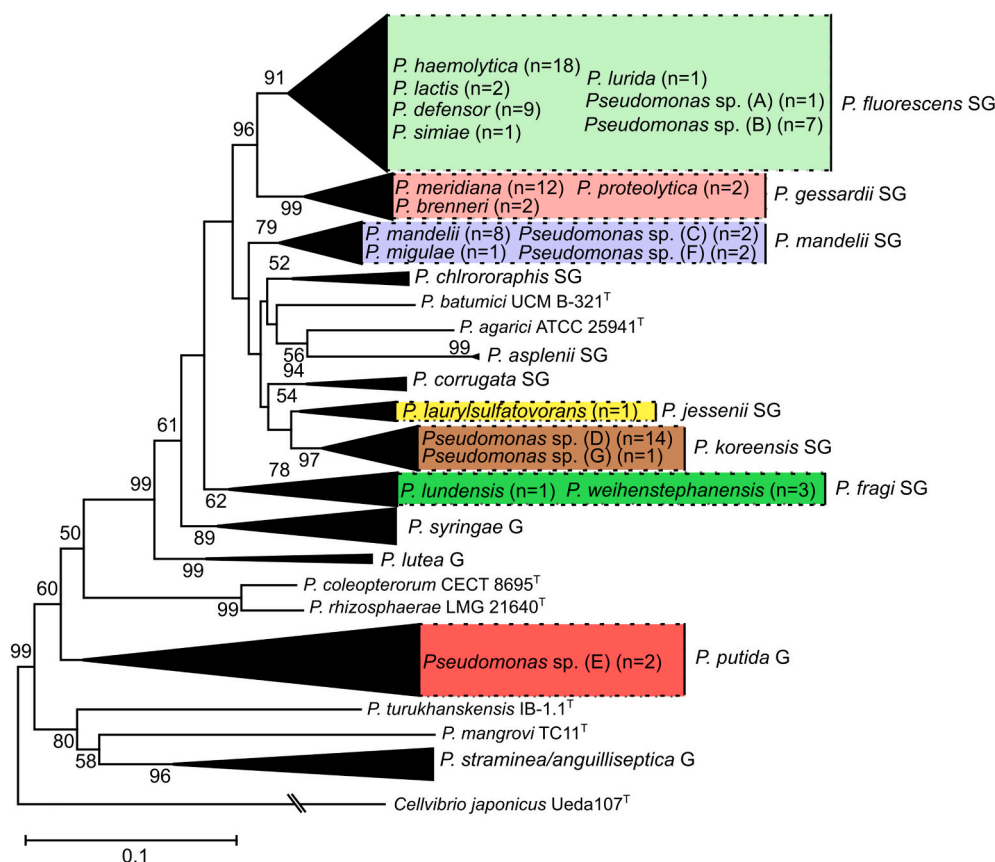 91
P. haemolytica (n=18)
P. lurida (n=1)
P. lactis (n=2)
Pseudomonas sp. (A) (n=1)
P. defensor (n=9)
Pseudomonas sp. (B) (n=7)
P. simiae (n=1)
P. fluorescens SG
96
99
P. meridiana (n=12) P. proteolytica (n=2)
P. brenneri (n=2)
P. gessardii SG
79
P. mandelii (n=8) Pseudomonas sp. (C) (n=2)
P. migulae (n=1) Pseudomonas sp. (F) (n=2)
P. mandelii SG
52
P. chlrororaphis SG
P. batumici UCM B-321T
P. agarici ATCC 25941T
56
99
P. asplenii SG
94
P. corrugata SG
54
P. laurylsulfatovorans (n=1)
P. jessenii SG
97
Pseudomonas sp. (D) (n=14)
Pseudomonas sp. (G) (n=1)
P. koreensis SG
61
78
62
P. lundensis (n=1) P. weihenstephanensis (n=3)
P. fragi SG
99
89
P. syringae G
99
P. lutea G
50
P. coleopterorum CECT 8695T
99
P. rhizosphaerae LMG 21640T
60
Pseudomonas sp. (E) (n=2)
P. putida G
99
P. turukhanskensis IB-1.1T
80
P. mangrovi TC11T
58
96
P. straminea/anguilliseptica G
Cellvibrio japonicus Ueda107T
0.1